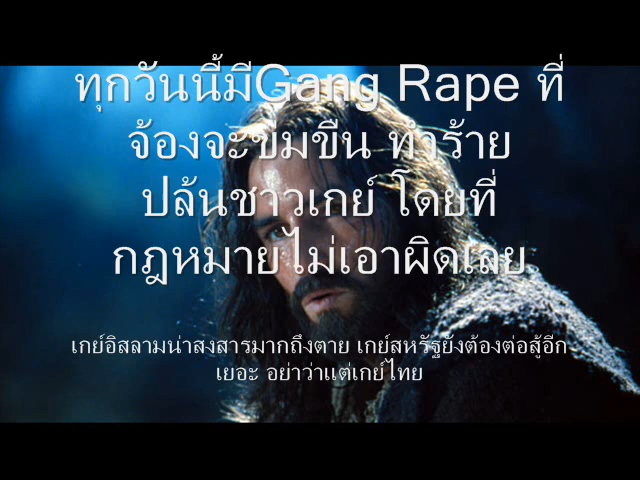 ทุกวันนี้มีGang Rape ที่
จ้องจะข่มขืน ทำร้าย
ปล้นชาวเกย์ โดยที่
กฎหมายไม่เอาผิดเลย
เกย์อิสลามน่าสงสารมากถึงตาย เกย์สหรัฐยังต้องต่อสู้อีก
เยอะ อย่าว่าแต่เกย์ไทย